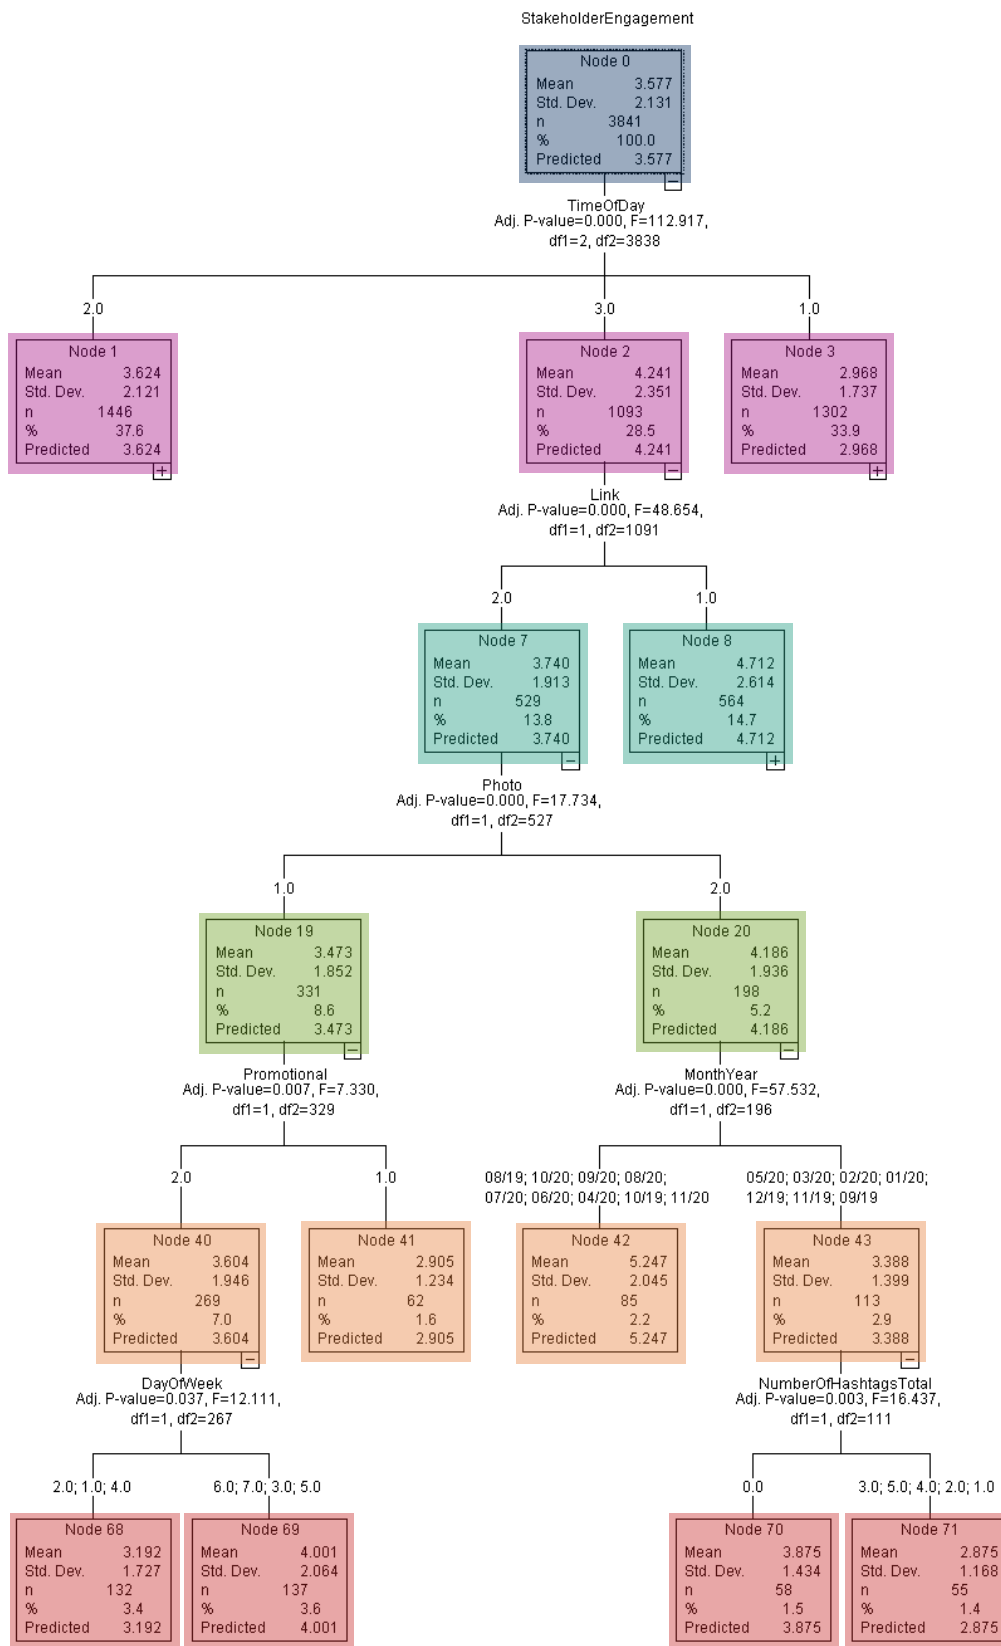 StakeholderEngagement
Node 0
Mean 3.577
Std. Dev. 2.131
n 3841
% 100.0
Predicted 3.577
−
TimeOfDay
Adj. P-value=0.000, F=112.917,
df1=2, df2=3838
2.0
3.0
1.0
Node 1
Mean 3.624
Std. Dev. 2.121
n 1446
% 37.6
Predicted 3.624
+
Node 2
Mean 4.241
Std. Dev. 2.351
n 1093
% 28.5
Predicted 4.241
−
Node 3
Mean 2.968
Std. Dev. 1.737
n 1302
% 33.9
Predicted 2.968
+
Link
Adj. P-value=0.000, F=48.654,
df1=1, df2=1091
2.0
1.0
Node 7
Mean 3.740
Std. Dev. 1.913
n 529
% 13.8
Predicted 3.740
−
Node 8
Mean 4.712
Std. Dev. 2.614
n 564
% 14.7
Predicted 4.712
+
Photo
Adj. P-value=0.000, F=17.734,
df1=1, df2=527
1.0
2.0
Node 19
Mean 3.473
Std. Dev. 1.852
n 331
% 8.6
Predicted 3.473
−
Node 20
Mean 4.186
Std. Dev. 1.936
n 198
% 5.2
Predicted 4.186
−
Promotional
Adj. P-value=0.007, F=7.330,
df1=1, df2=329
MonthYear
Adj. P-value=0.000, F=57.532,
df1=1, df2=196
2.0
1.0
08/19; 10/20; 09/20; 08/20;
07/20; 06/20; 04/20; 10/19; 11/20
05/20; 03/20; 02/20; 01/20;
12/19; 11/19; 09/19
Node 40
Mean 3.604
Std. Dev. 1.946
n 269
% 7.0
Predicted 3.604
−
Node 41
Mean 2.905
Std. Dev. 1.234
n 62
% 1.6
Predicted 2.905
Node 42
Mean 5.247
Std. Dev. 2.045
n 85
% 2.2
Predicted 5.247
Node 43
Mean 3.388
Std. Dev. 1.399
n 113
% 2.9
Predicted 3.388
−
DayOfWeek
Adj. P-value=0.037, F=12.111,
df1=1, df2=267
NumberOfHashtagsTotal
Adj. P-value=0.003, F=16.437,
df1=1, df2=111
2.0; 1.0; 4.0
6.0; 7.0; 3.0; 5.0
0.0
3.0; 5.0; 4.0; 2.0; 1.0
Node 68
Mean 3.192
Std. Dev. 1.727
n 132
% 3.4
Predicted 3.192
Node 69
Mean 4.001
Std. Dev. 2.064
n 137
% 3.6
Predicted 4.001
Node 70
Mean 3.875
Std. Dev. 1.434
n 58
% 1.5
Predicted 3.875
Node 71
Mean 2.875
Std. Dev. 1.168
n 55
% 1.4
Predicted 2.875